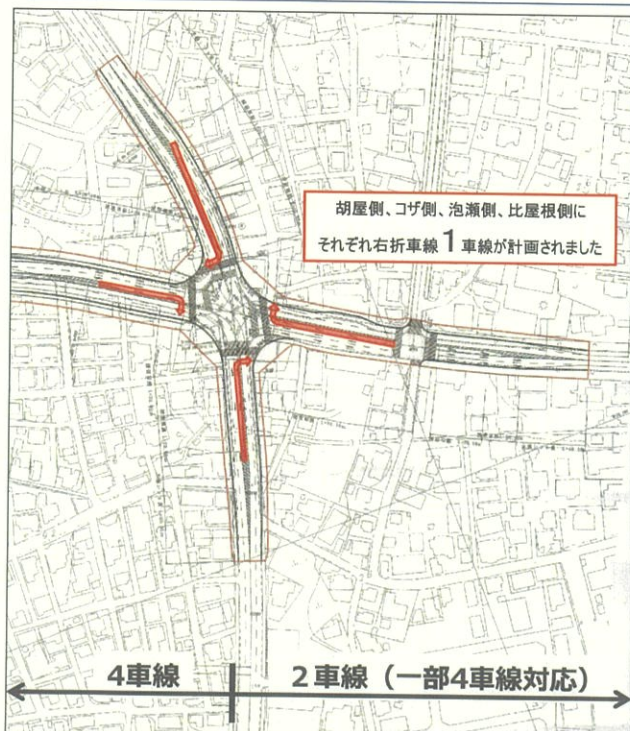 胡屋側、コザ側、泡瀬側、比屋根側に
それぞれ右折車線1車線が計画されました
4車線
2車線（一部4車線対応）